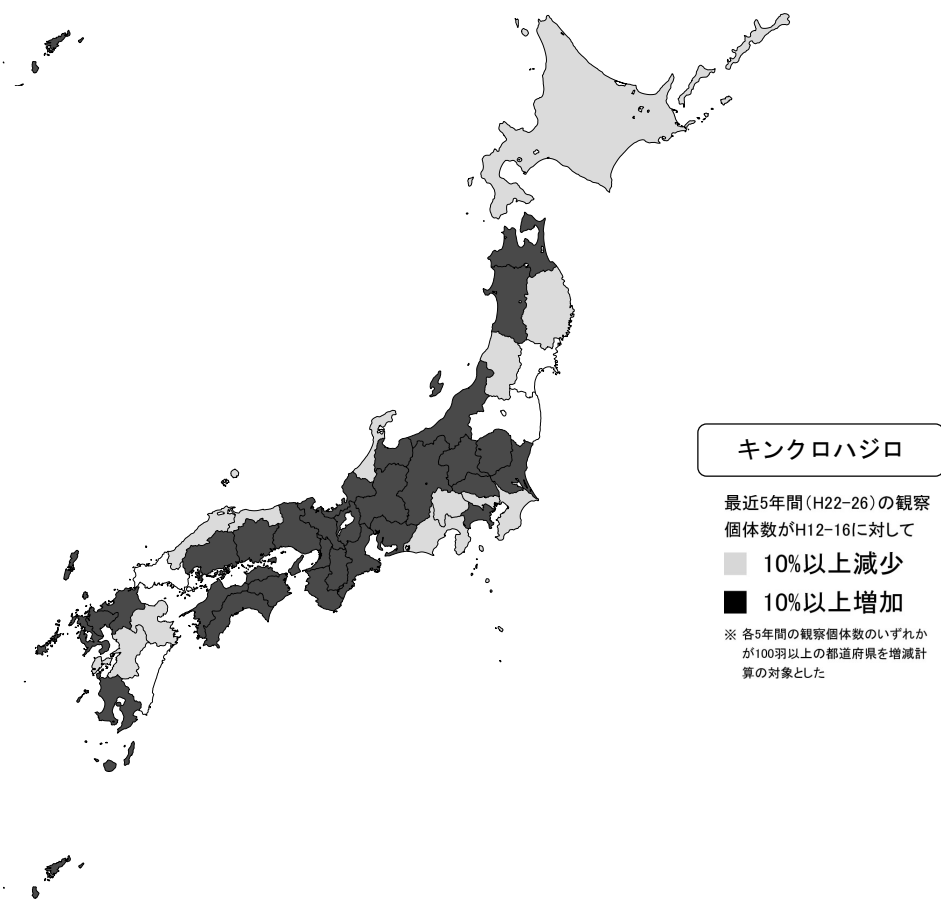 キンクロハジロ
最近5年間(H22-26)の観察
個体数がH12-16に対して
10%以上減少
10%以上増加
※ 各5年間の観察個体数のいずれか
が100羽以上の都道府県を増減計
算の対象とした